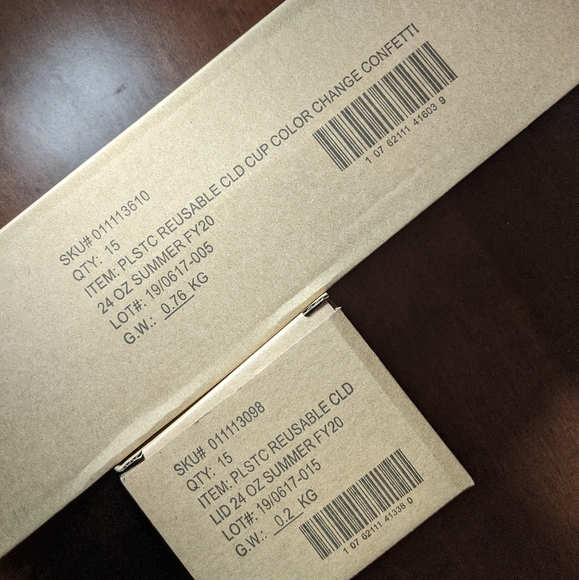 SKU# 011113610
QTY: 15
ITEM: PLSTC REUSABLE CLD CUP COLOR CHANGE CONFETTI
24 OZ SUMMER FY20
LOT#: 19/0617-005
G.W.: 0.76 KG
1 07 62111 41603 9
SKU# 011113098
QTY: 15
ITEM: PLSTC REUSABLE CLD
LID 24 OZ SUMMER FY20
LOT#: 19/0617-015
G.W.: 0.2 KG
1 07 62111 41338 0